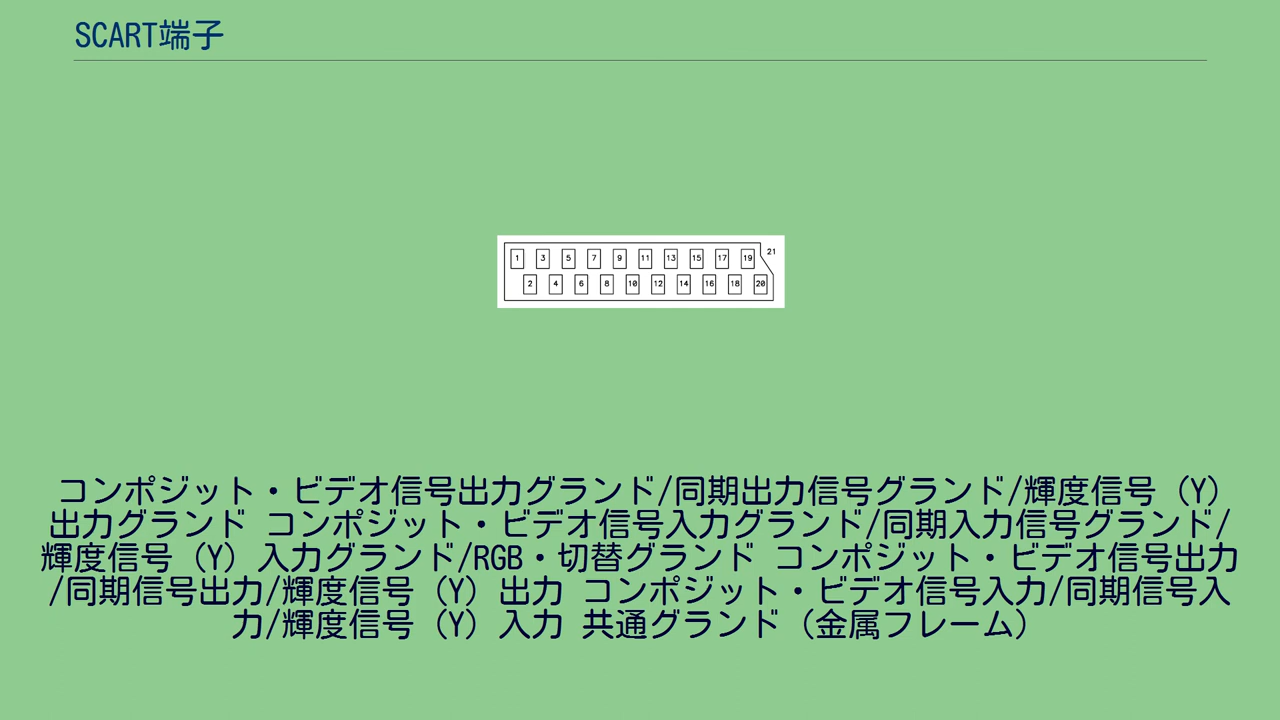 SCART端子
1 3 5 7 9 11 13 15 17 19 21
2 4 6 8 10 12 14 16 18 20
コンポジット・ビデオ信号出力グランド/同期出力信号グランド/輝度信号（Y）
出力グランド コンポジット・ビデオ信号入力グランド/同期入力信号グランド/
輝度信号（Y）入力グランド/RGB・切替グランド コンポジット・ビデオ信号出力
/同期信号出力/輝度信号（Y）出力 コンポジット・ビデオ信号入力/同期信号入
力/輝度信号（Y）入力 共通グランド（金属フレーム）